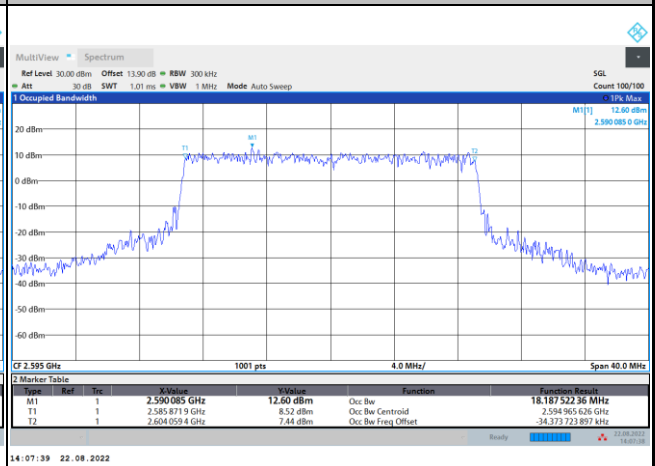 MultiView Spectrum
Ref Level 30.00 dBm Offset 13.90 dB RBW 300 kHz SGL
Att 30 dB SWT 1.01 ms VBW 1 MHz Mode Auto Sweep Count 100/100
1 Occupied Bandwidth 1Pk Max
M1[1] 12.60 dBm
2.590 085 0 GHz
20 dBm
M1
T1 T2
10 dBm
0 dBm
-10 dBm
-20 dBm
-30 dBm
-40 dBm
-50 dBm
-60 dBm
CF 2.595 GHz 1001 pts 4.0 MHz/ Span 40.0 MHz
2 Marker Table
Type Ref Trc X-Value Y-Value Function Function Result
M1 1 2.590085 GHz 12.60 dBm Occ Bw 18.187 522 36 MHz
T1 1 2.585 871 9 GHz 8.52 dBm Occ Bw Centroid 2.594 965 626 GHz
T2 1 2.604 059 4 GHz 7.44 dBm Occ Bw Freq Offset -34.373 723 897 kHz
Ready 22.08.2022
14:07:38
14:07:39 22.08.2022